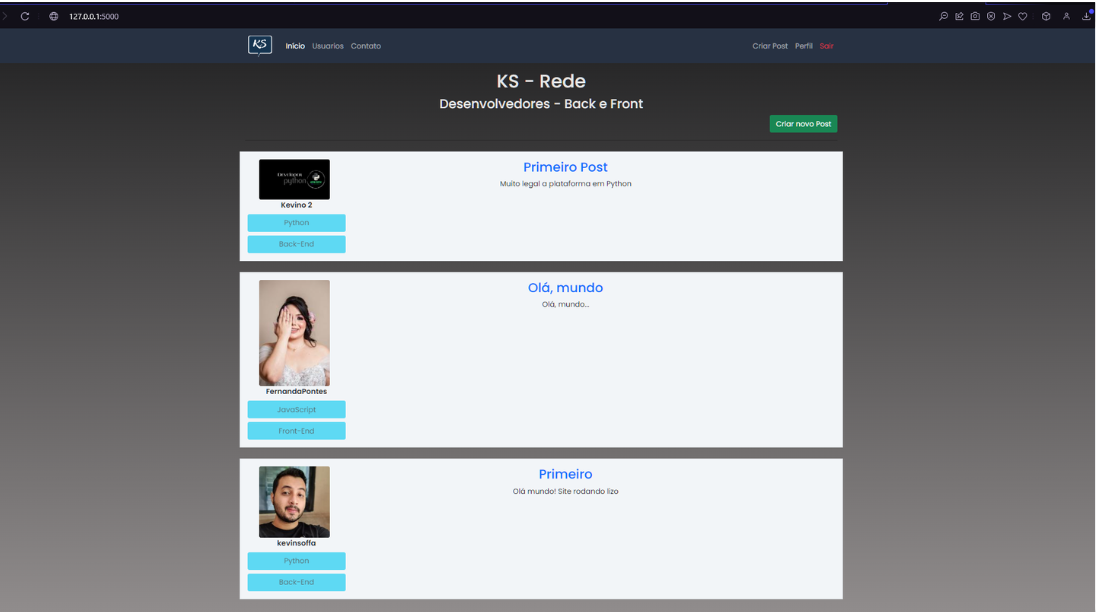 127.0.0.1:5000
KS Início Usuarios Contato Criar Post Perfil Sair
KS - Rede
Desenvolvedores - Back e Front
Criar novo Post
Developer
python
Kevino 2
Python
Back-End
Primeiro Post
Muito legal a plataforma em Python
FernandaPontes
JavaScript
Front-End
Olá, mundo
Olá, mundo...
kevinsoffa
Python
Back-End
Primeiro
Olá mundo! Site rodando lizo